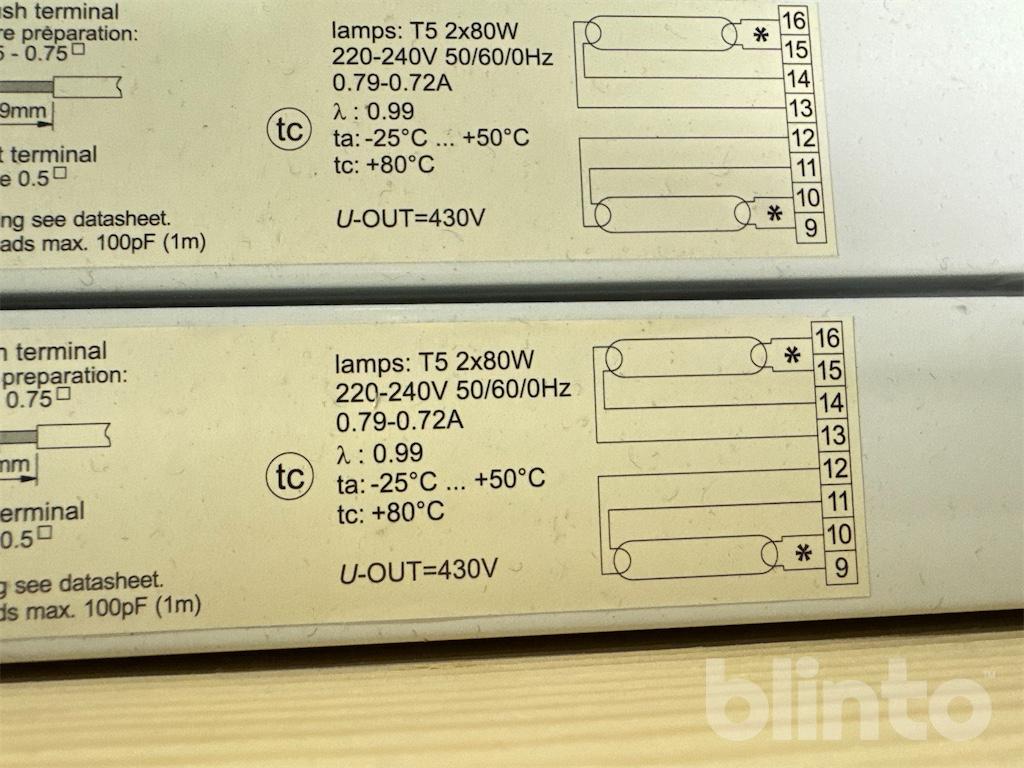 sh terminal
re preparation:
5 - 0.75
9mm
t terminal
e 0.5
ng see datasheet.
ads max. 100pF (1m)
tc
lamps: T5 2x80W
220-240V 50/60/0Hz
0.79-0.72A
λ : 0.99
ta: -25°C ... +50°C
tc: +80°C
U-OUT=430V
* 16
15
14
13
12
11
10
* 9
n terminal
preparation:
0.75
mm
erminal
0.5
g see datasheet.
ds max. 100pF (1m)
tc
lamps: T5 2x80W
220-240V 50/60/0Hz
0.79-0.72A
λ : 0.99
ta: -25°C ... +50°C
tc: +80°C
U-OUT=430V
* 16
15
14
13
12
11
10
* 9
blinto™